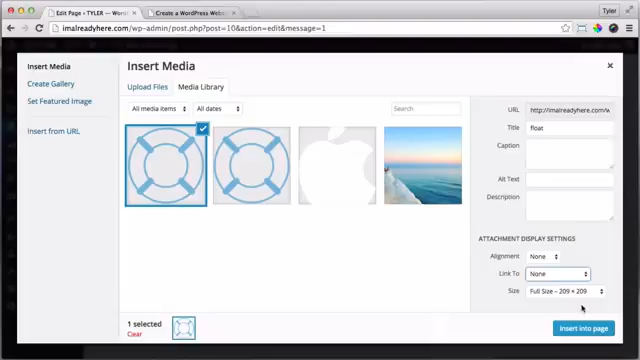 Edit Page ‹ TYLER — Word
Create a WordPress Webs
Tyler
imalreadyhere.com/wp-admin/post.php?post=10&action=edit&message=1
Insert Media
Create Gallery
Set Featured Image
Insert from URL
Insert Media
Upload Files
Media Library
All media items
All dates
Search
URL
http://imalreadyhere.com/w
Title
float
Caption
Alt Text
Description
ATTACHMENT DISPLAY SETTINGS
Alignment
None
Link To
None
Size
Full Size – 209 × 209
1 selected
Clear
Insert into page